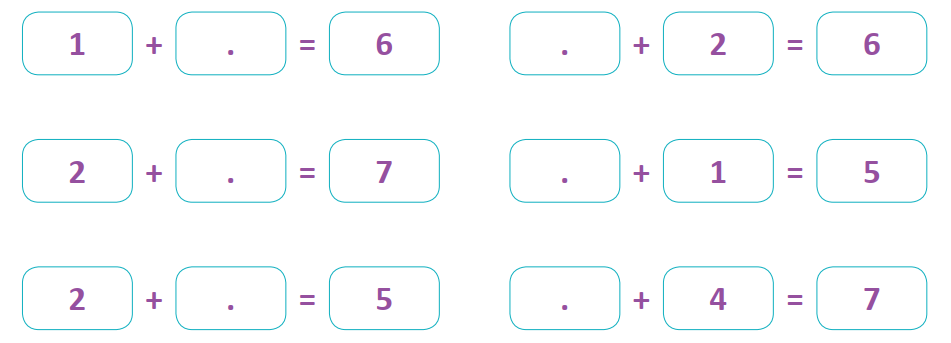 1 + . = 6 . + 2 = 6
2 + . = 7 . + 1 = 5
2 + . = 5 . + 4 = 7